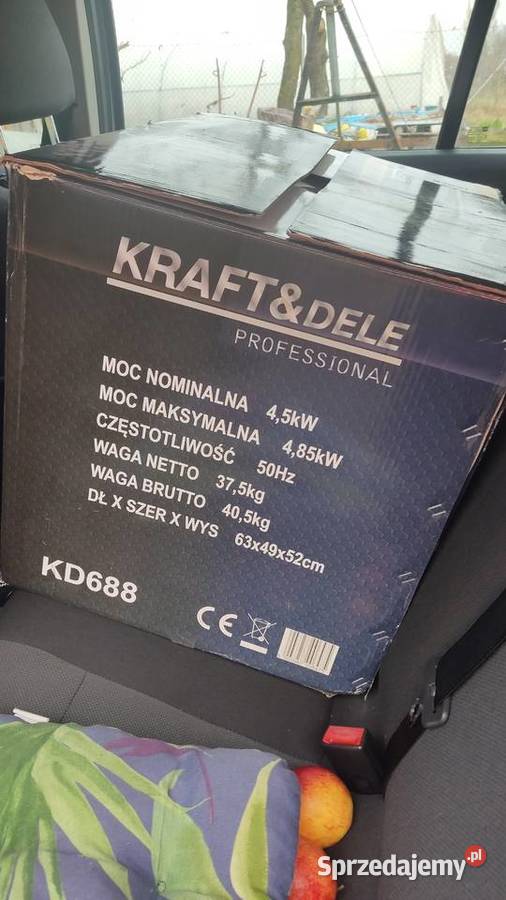 KRAFT&DELE
PROFESSIONAL
MOC NOMINALNA 4,5kW
MOC MAKSYMALNA 4,85kW
CZĘSTOTLIWOŚĆ 50Hz
WAGA NETTO 37,5kg
WAGA BRUTTO 40,5kg
DŁ X SZER X WYS 63x49x52cm
KD688
CE
Sprzedajemy.pl